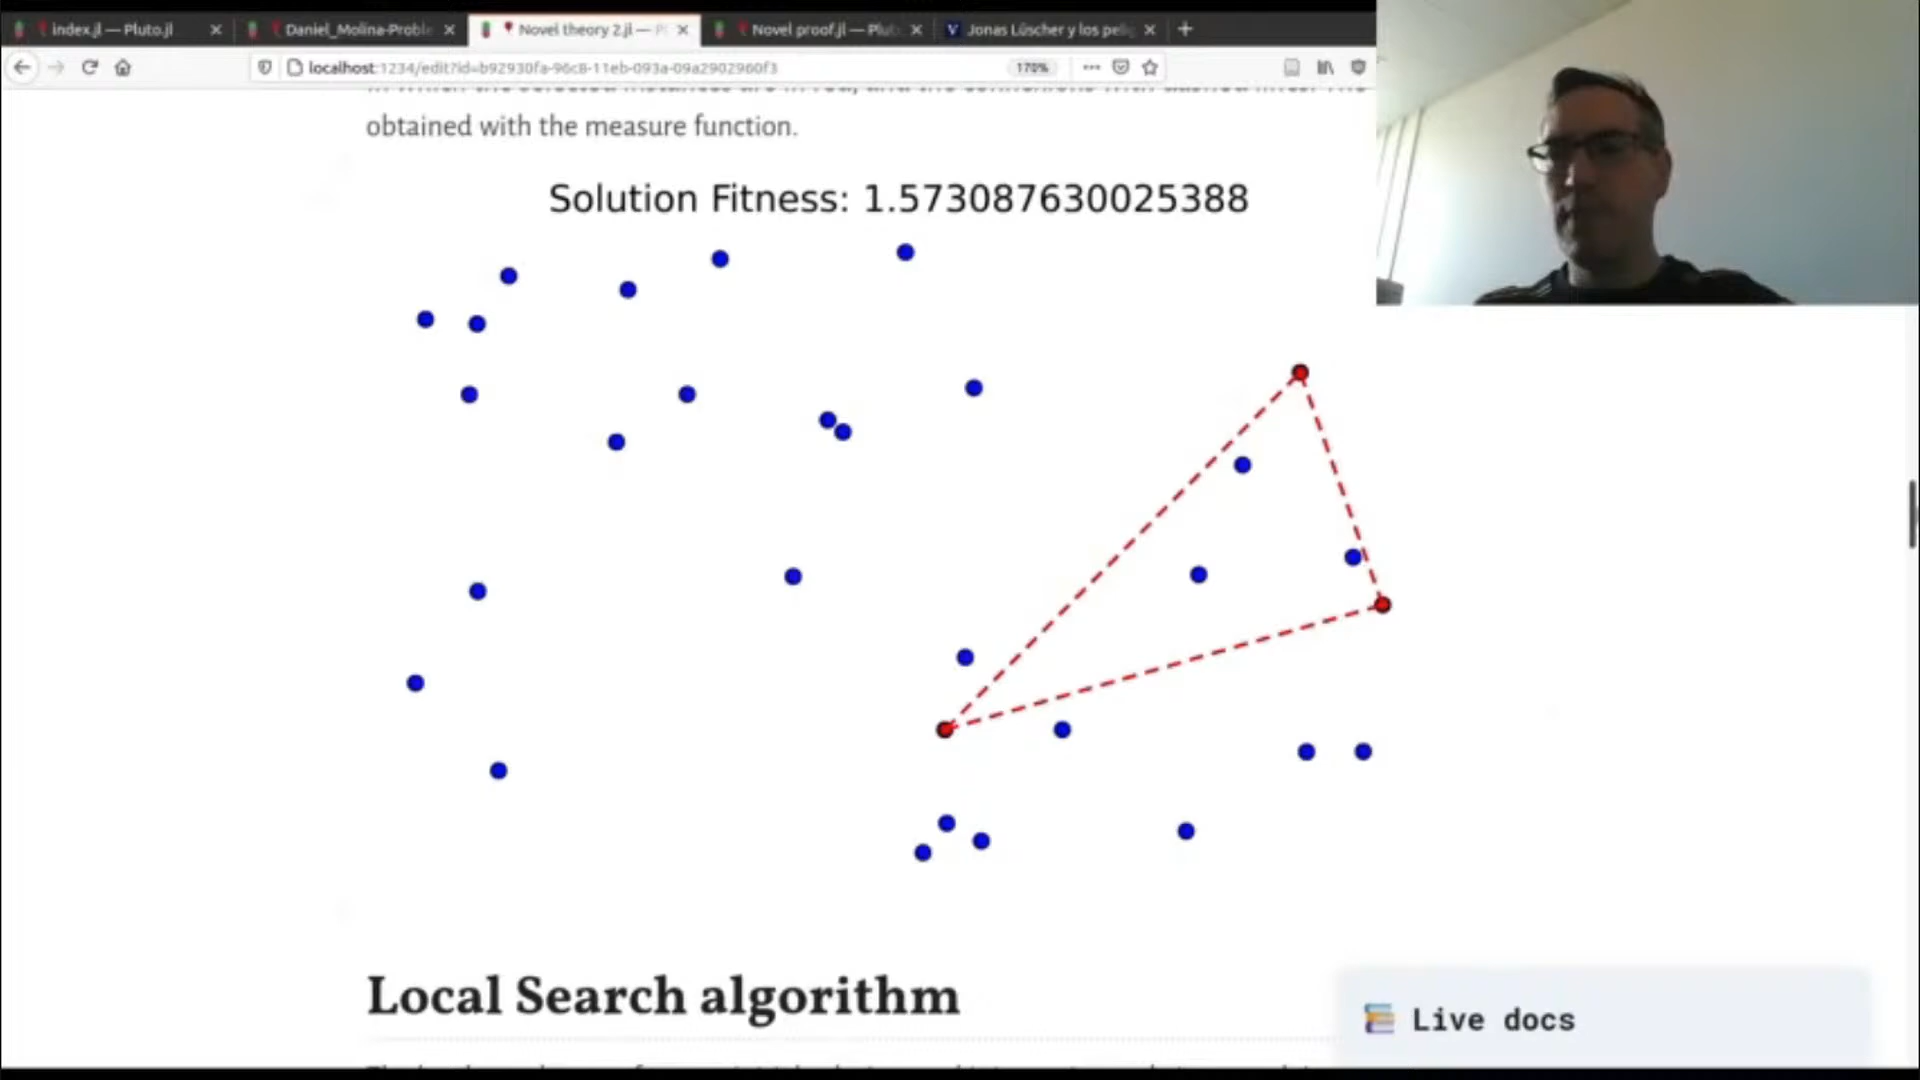 index.jl — Pluto.jl
Daniel_Molina-Proble
Novel theory 2.jl — P
Novel proof.jl — Pluto
Jonas Lüscher y los pelig
localhost:1234/edit?id=b92930fa-96c8-11eb-093a-09a2902960f3
170%
obtained with the measure function.
Solution Fitness: 1.573087630025388
Local Search algorithm
Live docs